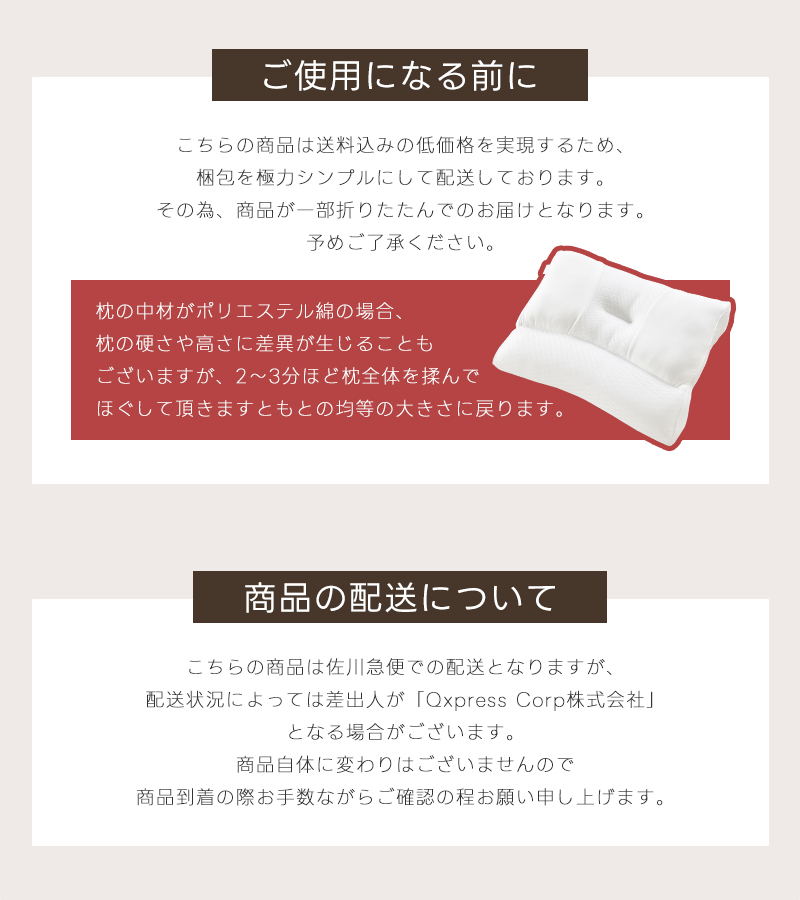 ご使用になる前に
こちらの商品は送料込みの低価格を実現するため、
梱包を極力シンプルにして配送しております。
その為、商品が一部折りたたんでのお届けとなります。
予めご了承ください。
枕の中材がポリエステル綿の場合、
枕の硬さや高さに差異が生じることも
ございますが、2〜3分ほど枕全体を揉んで
ほぐして頂きますともとの均等の大きさに戻ります。
商品の配送について
こちらの商品は佐川急便での配送となりますが、
配送状況によっては差出人が「Qxpress Corp株式会社」
となる場合がございます。
商品自体に変わりはございませんので
商品到着の際お手数ながらご確認の程お願い申し上げます。